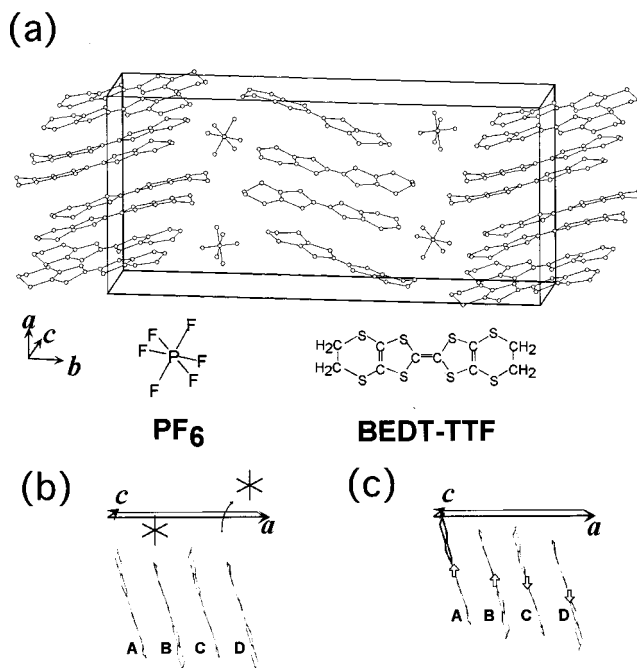 (a)
a
c
b
F
F F
P
F F
F
PF6
S S S S
H2C CH2
H2C CH2
S S S S
BEDT-TTF
(b)
(c)
c
a
A B C D
c
a
A B C D